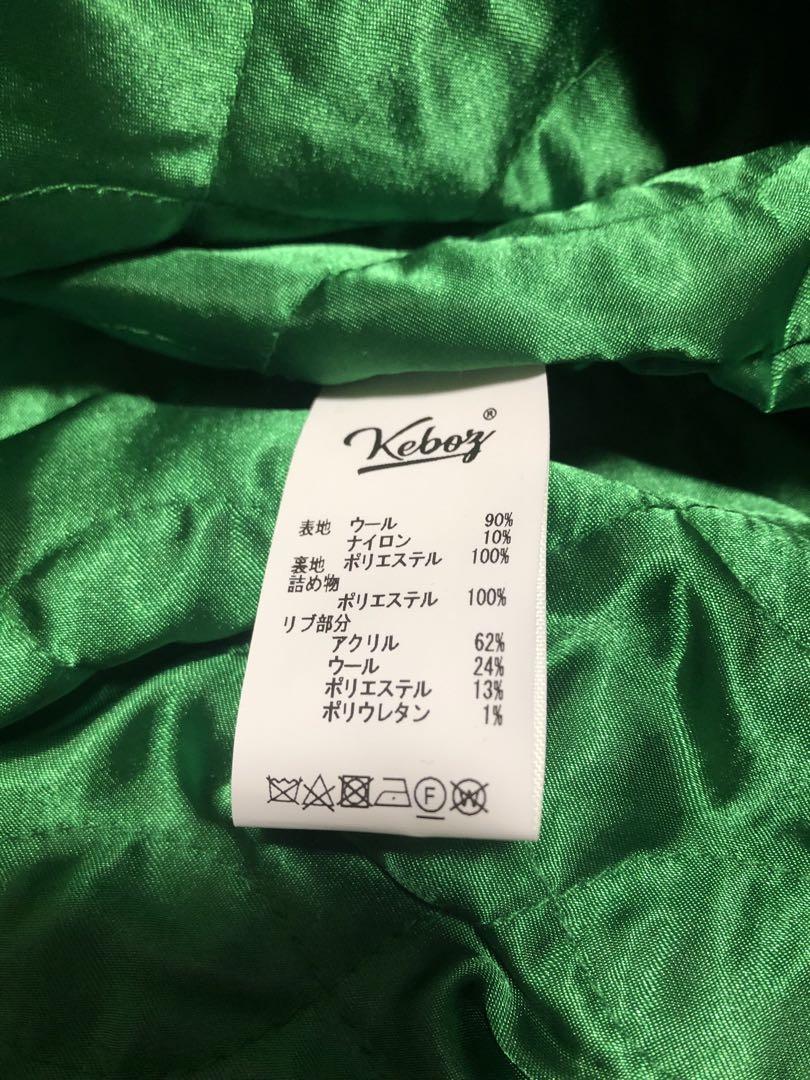 Keboz®
表地 ウール 90%
ナイロン 10%
裏地 ポリエステル 100%
詰め物
ポリエステル 100%
リブ部分
アクリル 62%
ウール 24%
ポリエステル 13%
ポリウレタン 1%
F W